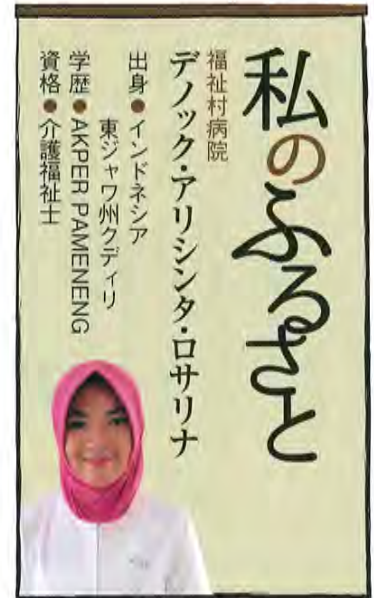 私のふるさと
福祉村病院
デノック・アリシンタ・ロサリナ
出身●インドネシア
東ジャワ州クディリ
学歴●AKPER PAMENENG
資格●介護福祉士